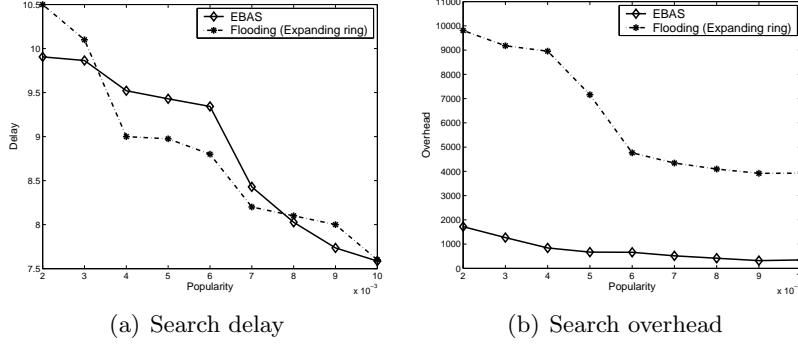 10.5
10
9.5
9
8.5
8
7.5
Delay
EBAS
Flooding (Expanding ring)
2 3 4 5 6 7 8 9 10
Popularity
x 10⁻³
(a) Search delay
11000
10000
9000
8000
7000
6000
5000
4000
3000
2000
1000
0
Overhead
EBAS
Flooding (Expanding ring)
2 3 4 5 6 7 8 9
Popularity
x 10⁻
(b) Search overhead